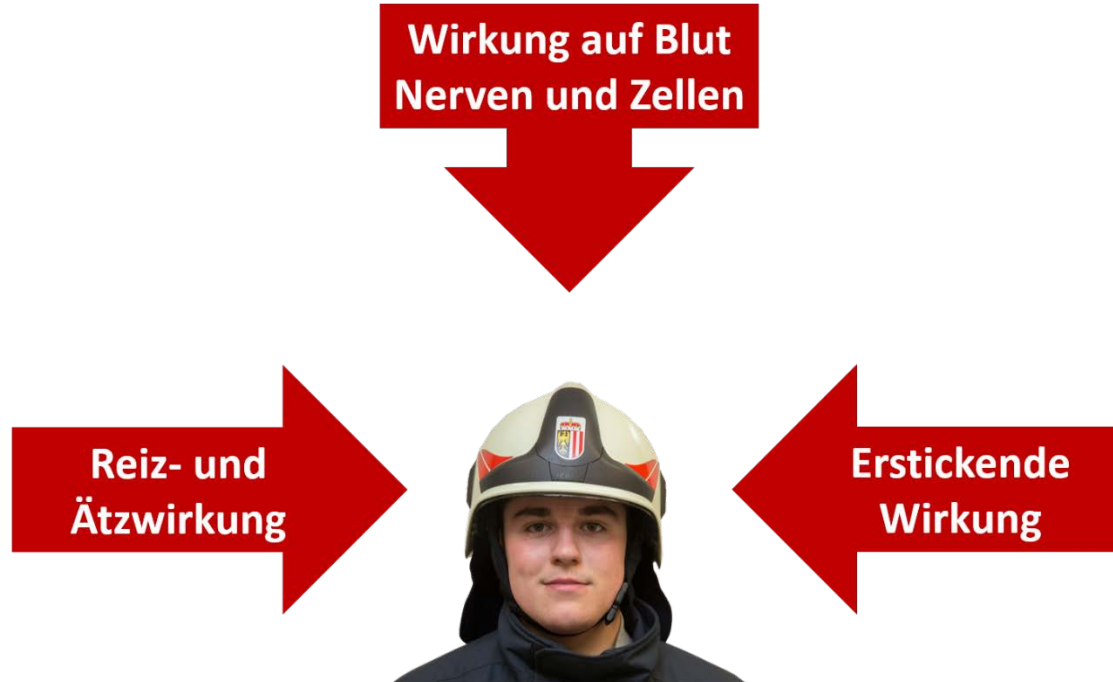 Wirkung auf Blut
Nerven und Zellen
Reiz- und
Ätzwirkung
Erstickende
Wirkung